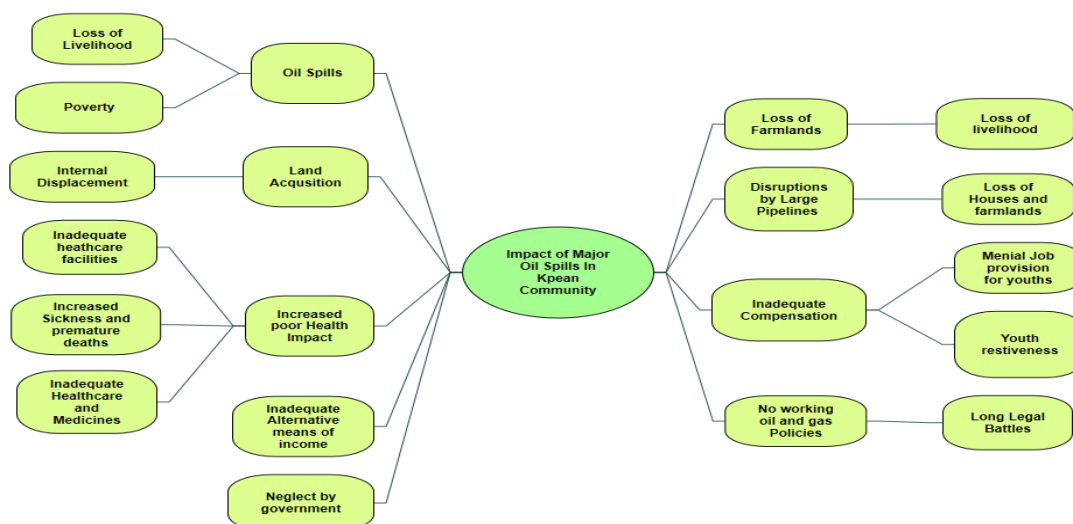 Loss of
Livelihood
Poverty
Oil Spills
Internal
Displacement
Land
Acqusition
Inadequate
heathcare
facilities
Increased
Sickness and
premature
deaths
Inadequate
Healthcare
and
Medicines
Increased
poor Health
Impact
Inadequate
Alternative
means of
income
Neglect by
government
Impact of Major
Oil Spills In
Kpean
Community
Loss of
Farmlands
Loss of
livelihood
Disruptions
by Large
Pipelines
Loss of
Houses and
farmlands
Inadequate
Compensation
Menial Job
provision
for youths
Youth
restiveness
No working
oil and gas
Policies
Long Legal
Battles